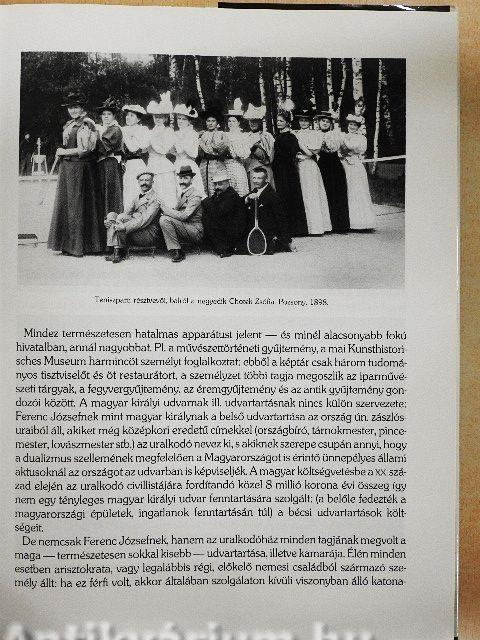 Teniszparti résztvevői, balról a negyedik Chotek Zsófia. Pozsony, 1898.
Mindez természetesen hatalmas apparátust jelent — és minél alacsonyabb fokú
hivatalban, annál nagyobbat. Pl. a művészettörténeti gyűjtemény, a mai Kunsthistori-
sches Museum harmincöt személyt foglalkoztat; ebből a képtár csak három tudomá-
nyos tisztviselőt és öt restaurátort, a személyzet többi tagja megoszlik az iparművé-
szeti tárgyak, a fegyvergyűjtemény, az éremgyűjtemény és az antik gyűjtemény gon-
dozói között. A magyar királyi udvarnak ill. udvartartásnak nincs külön szervezete;
Ferenc Józsefnek mint magyar királynak a belső udvartartása az ország ún. zászlós-
uraiból áll, akiket még középkori eredetű címekkel (országbíró, tárnokmester, pince-
mester, lovászmester stb.) az uralkodó nevez ki, s akiknek szerepe csupán annyi, hogy
a dualizmus szellemének megfelelően a Magyarországot is érintő ünnepélyes állami
aktusoknál az országot az udvarban is képviseljék. A magyar költségvetésbe a XX szá-
zad elején az uralkodó civillistájára fordítandó közel 8 millió korona évi összeg így
nem egy tényleges magyar királyi udvar fenntartására szolgált; (a belőle fedezték a
magyarországi épületek, ingatlanok fenntartásán túl) a bécsi udvartartások költ-
ségeit.
De nemcsak Ferenc Józsefnek, hanem az uralkodóház minden tagjának megvolt a
maga — természetesen sokkal kisebb — udvartartása, illetve kamarája. Élén minden
esetben arisztokrata, vagy legalábbis régi, előkelő nemesi családból származó sze-
mély állt: ha ez férfi volt, akkor általában szolgálaton kívüli viszonyban álló katona-
Antikvárium.hu